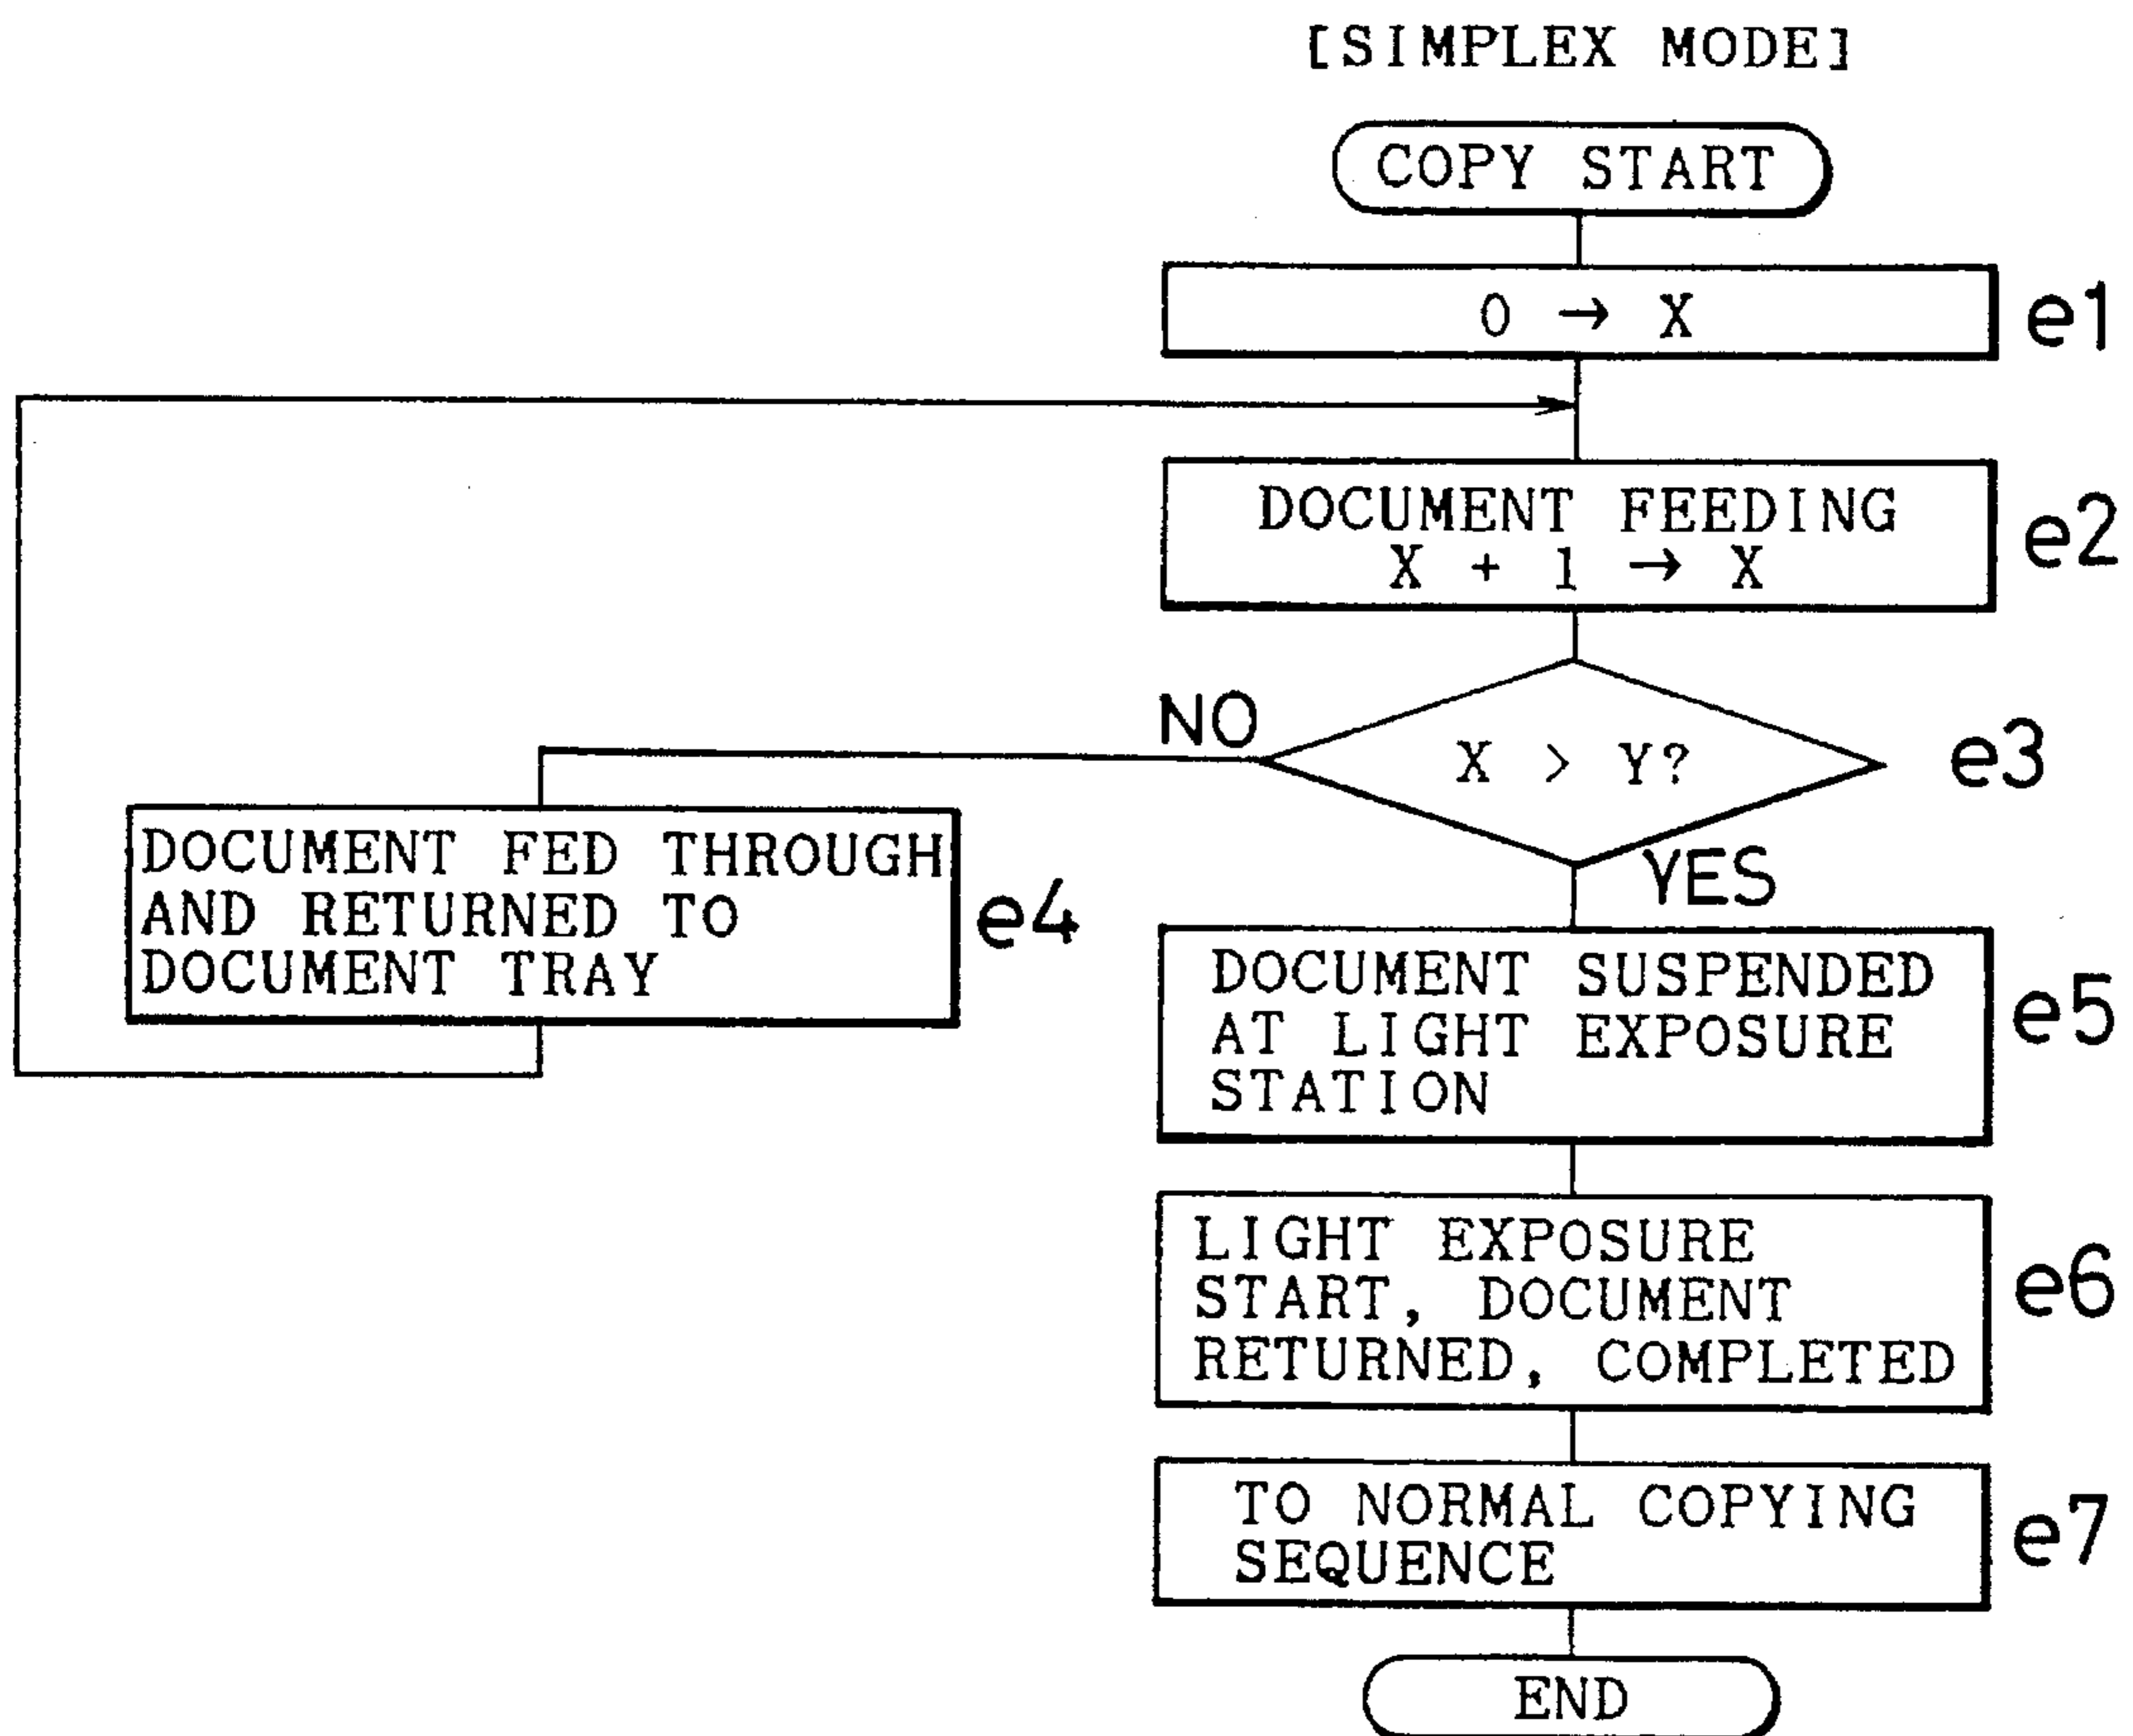 [SIMPLEX MODE]
COPY START
0 → X
e1
DOCUMENT FEEDING
X + 1 → X
e2
NO
X > Y?
e3
YES
DOCUMENT FED THROUGH
AND RETURNED TO
DOCUMENT TRAY
e4
DOCUMENT SUSPENDED
AT LIGHT EXPOSURE
STATION
e5
LIGHT EXPOSURE
START, DOCUMENT
RETURNED, COMPLETED
e6
TO NORMAL COPYING
SEQUENCE
e7
END